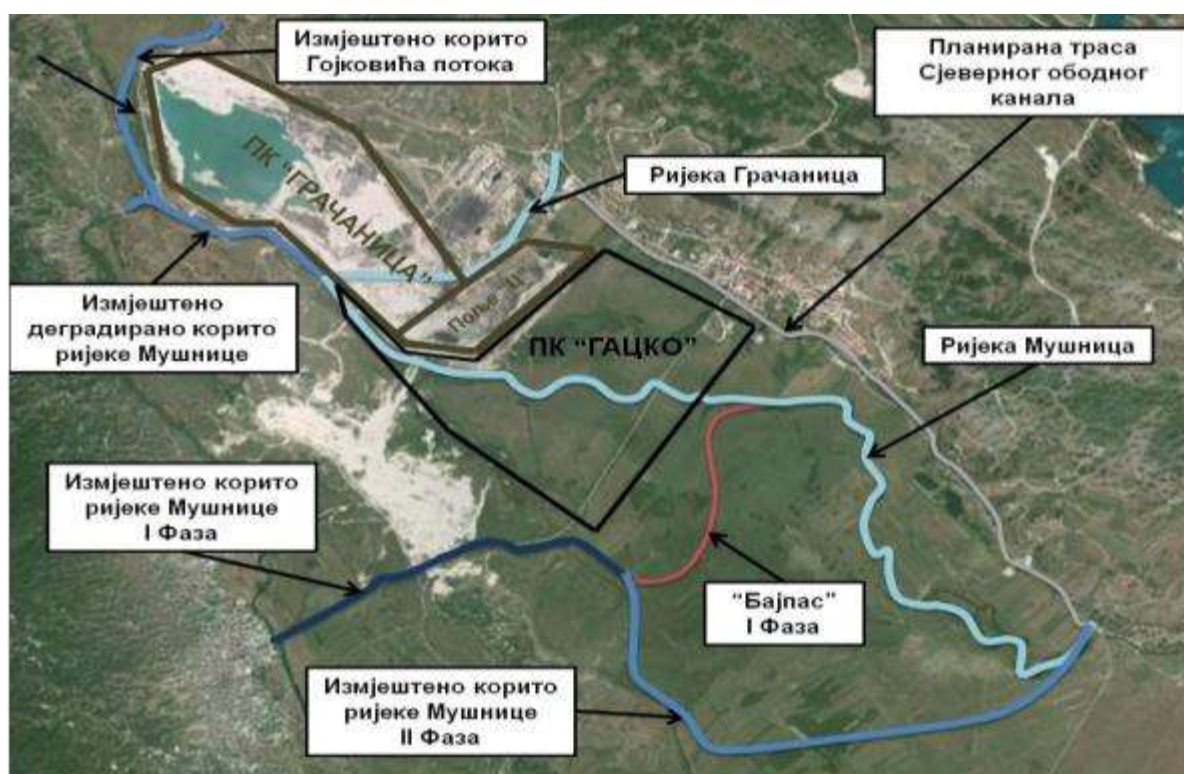 Измјештено корито
Гојковића потока
Планирана траса
Сјеверног ободног
канала
Ријека Грачаница
ПК “ГРАЧАНИЦА”
Поље "Ц"
Измјештено
деградирано корито
ријеке Мушнице
ПК “ГАЦКО”
Ријека Мушница
Измјештено корито
ријеке Мушнице
I Фаза
“Бајпас”
I Фаза
Измјештено корито
ријеке Мушнице
II Фаза